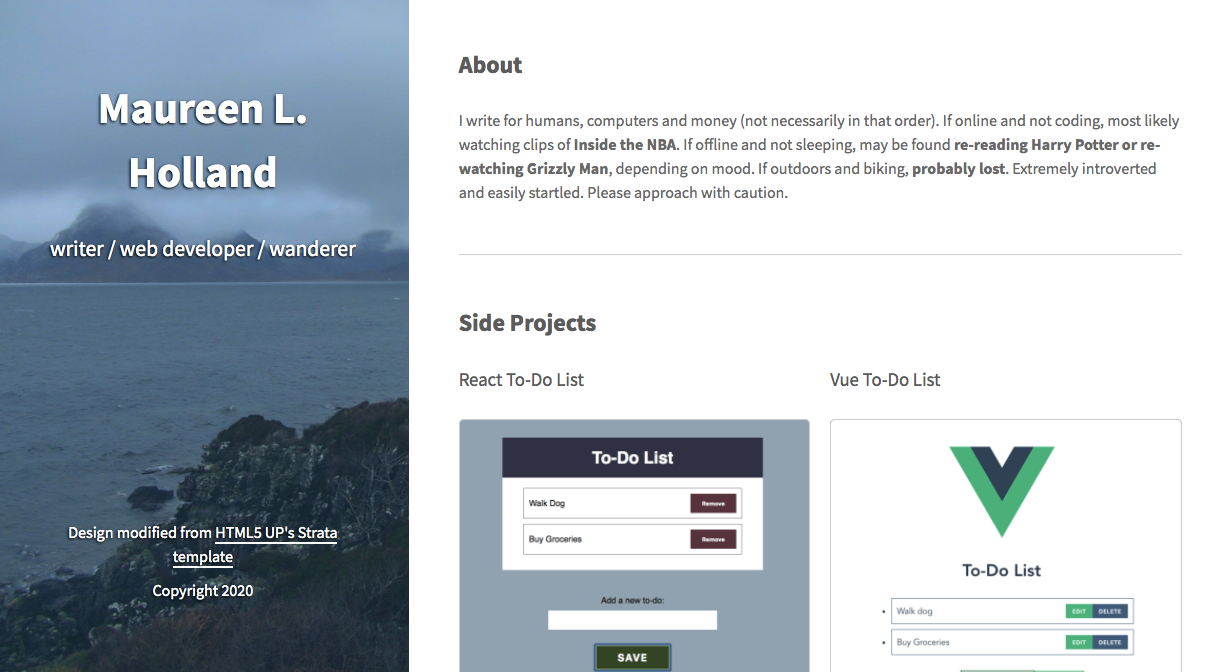 Maureen L.
Holland
writer / web developer / wanderer
Design modified from HTML5 UP's Strata
template
Copyright 2020
About
I write for humans, computers and money (not necessarily in that order). If online and not coding, most likely
watching clips of Inside the NBA. If offline and not sleeping, may be found re-reading Harry Potter or re-
watching Grizzly Man, depending on mood. If outdoors and biking, probably lost. Extremely introverted
and easily startled. Please approach with caution.
Side Projects
React To-Do List
To-Do List
Walk Dog Remove
Buy Groceries Remove
Add a new to-do:
SAVE
Vue To-Do List
To-Do List
Walk dog EDIT DELETE
Buy Groceries EDIT DELETE